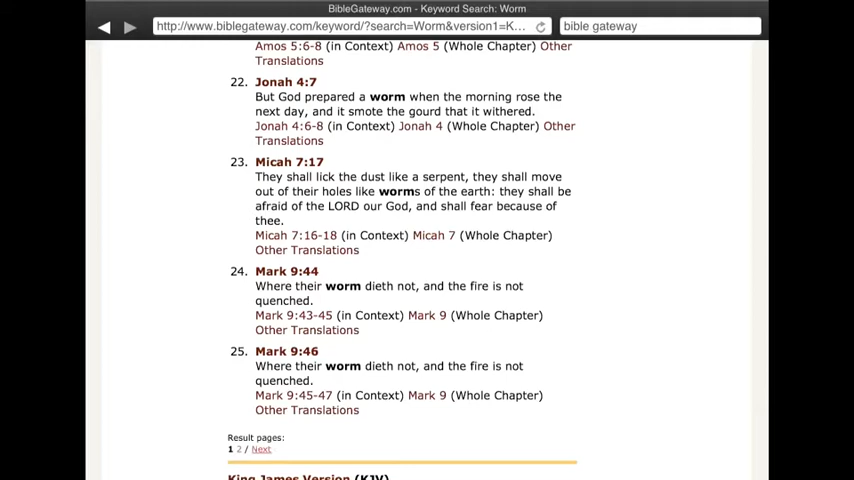 BibleGateway.com - Keyword Search: Worm
http://www.biblegateway.com/keyword/?search=Worm&version1=K...
bible gateway
Amos 5:6-8 (in Context) Amos 5 (Whole Chapter) Other
Translations
22. Jonah 4:7
But God prepared a worm when the morning rose the
next day, and it smote the gourd that it withered.
Jonah 4:6-8 (in Context) Jonah 4 (Whole Chapter) Other
Translations
23. Micah 7:17
They shall lick the dust like a serpent, they shall move
out of their holes like worms of the earth: they shall be
afraid of the LORD our God, and shall fear because of
thee.
Micah 7:16-18 (in Context) Micah 7 (Whole Chapter)
Other Translations
24. Mark 9:44
Where their worm dieth not, and the fire is not
quenched.
Mark 9:43-45 (in Context) Mark 9 (Whole Chapter)
Other Translations
25. Mark 9:46
Where their worm dieth not, and the fire is not
quenched.
Mark 9:45-47 (in Context) Mark 9 (Whole Chapter)
Other Translations
Result pages:
1 2 / Next
King James Version (KJV)